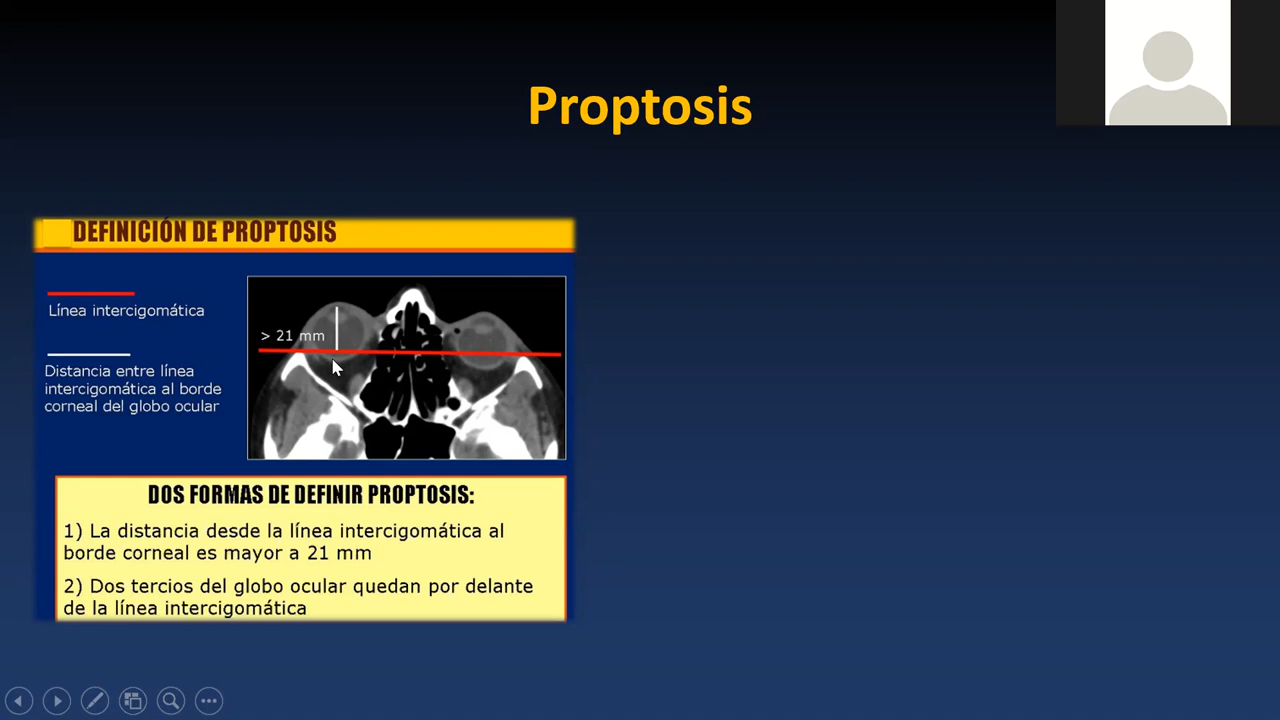 Proptosis
DEFINICIÓN DE PROPTOSIS
Línea intercigomática
> 21 mm
Distancia entre línea
intercigomática al borde
corneal del globo ocular
DOS FORMAS DE DEFINIR PROPTOSIS:
1) La distancia desde la línea intercigomática al
borde corneal es mayor a 21 mm
2) Dos tercios del globo ocular quedan por delante
de la línea intercigomática